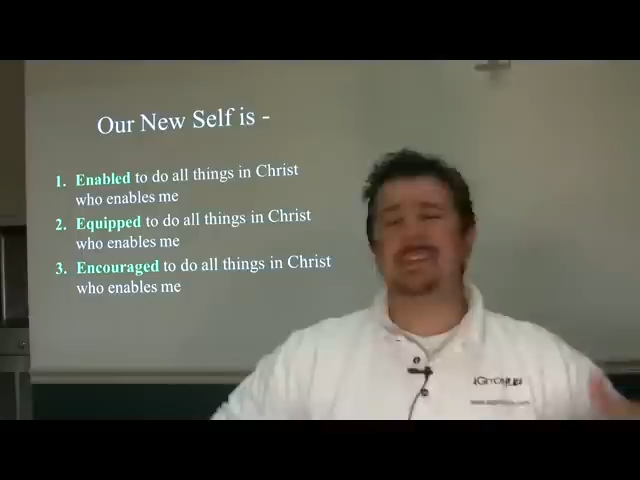 Our New Self is -
1. Enabled to do all things in Christ
who enables me
2. Equipped to do all things in Christ
who enables me
3. Encouraged to do all things in Christ
who enables me